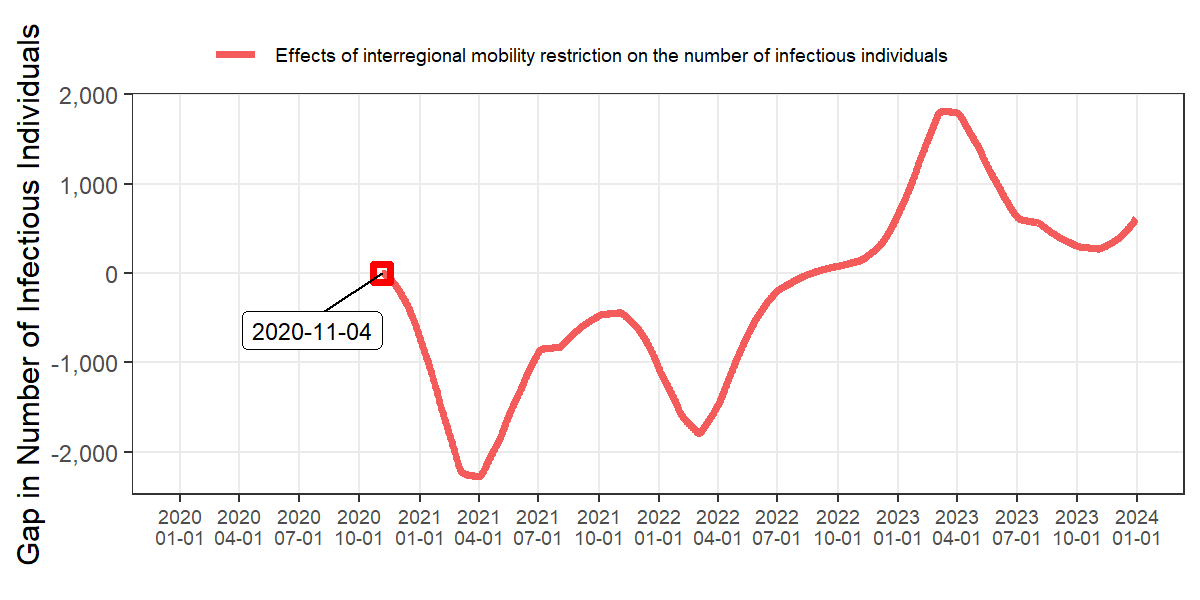 Effects of interregional mobility restriction on the number of infectious individuals
Gap in Number of Infectious Individuals
2,000
1,000
0
-1,000
-2,000
2020-11-04
2020 2020 2020 2020 2021 2021 2021 2021 2022 2022 2022 2022 2023 2023 2023 2023 2024
01-01 04-01 07-01 10-01 01-01 04-01 07-01 10-01 01-01 04-01 07-01 10-01 01-01 04-01 07-01 10-01 01-01